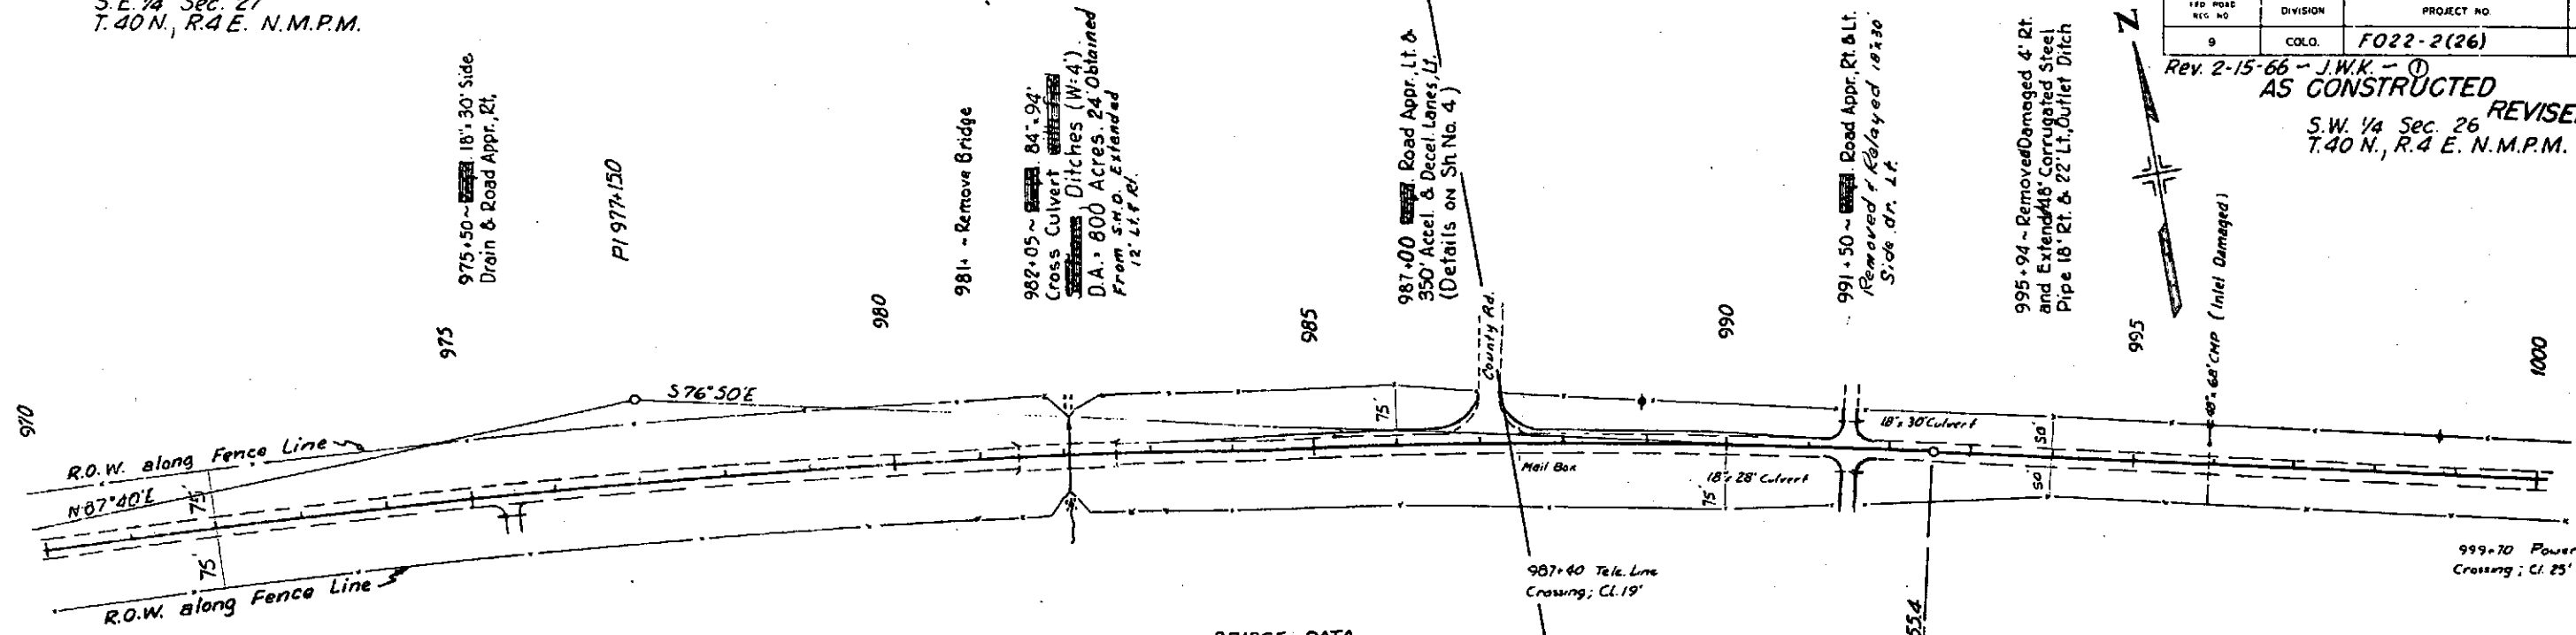 S.E. 1/4 Sec. 27
T. 40 N., R.4 E. N.M.P.M.
FED ROAD REG NO
DIVISION
PROJECT NO.
9
COLO.
F022-2(26)
Rev. 2-15-66 - J.W.K. - ①
AS CONSTRUCTED
REVISE
S.W. 1/4 Sec. 26
T.40 N., R.4 E. N.M.P.M.
N
975+50~ 18"x30' Side
Drain & Road Appr., Rt.
PI 977+150
981+ ~ Remove Bridge
982+05~ 84"x94'
Cross Culvert
Ditches (W=4')
D.A.= 800 Acres. 24' Obtained
From S.H.D. Extended
12' Lt. & Rt.
987+00 Road Appr., Lt. &
350' Accel. & Decel. Lanes, Lt.
(Details on Sh. No. 4)
991+50~ Road Appr., Rt. & Lt.
Removed & Relayed 18"x30'
Side dr. Lt.
995+94~ Removed Damaged 4' Rt.
and Extend 48" Corrugated Steel
Pipe 18' Rt. & 22' Lt., Outlet Ditch
970
975
980
985
990
995
1000
S 76°50'E
N 87°40'E
R.O.W. along Fence Line
R.O.W. along Fence Line
75'
75'
75'
75'
50'
50'
County Rd.
Mail Box
18"x 30' Culvert
18"x 28' Culvert
48"x 68' CMP (Inlet Damaged)
987+40 Tele. Line
Crossing; Cl. 19'
999+70 Power
Crossing; Cl. 25'
BRIDGE DATA
55.4